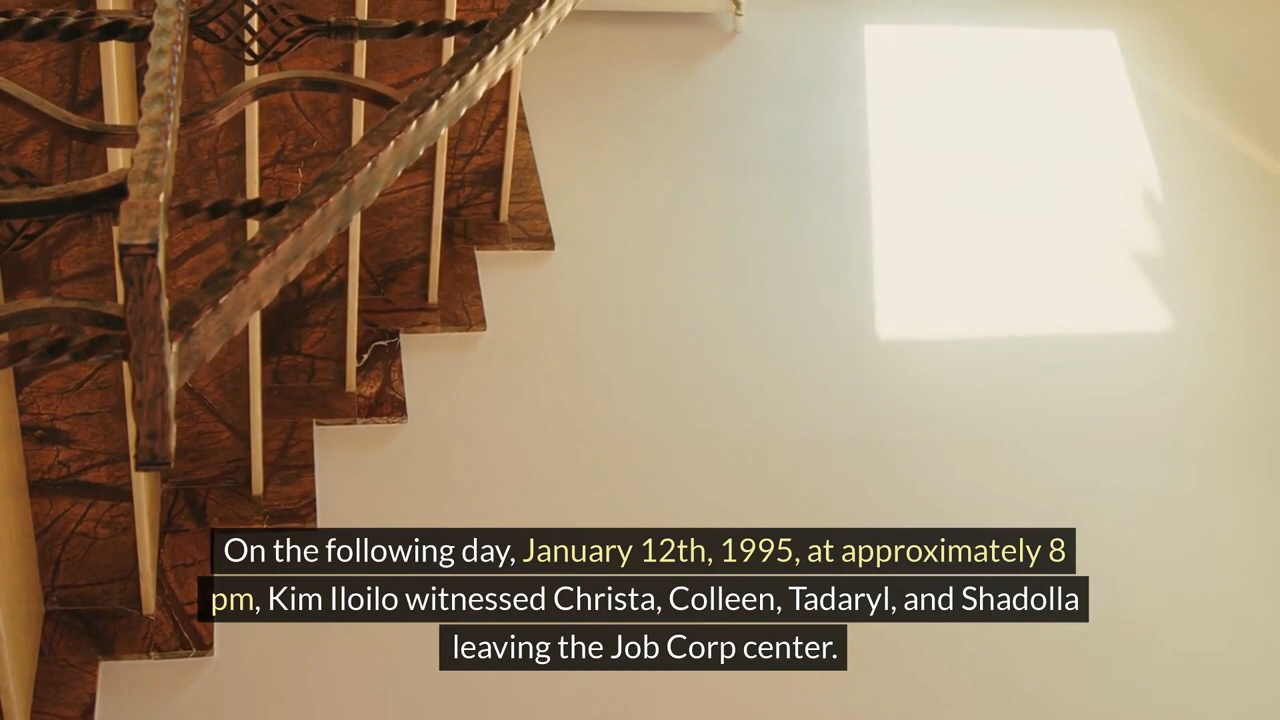 On the following day, January 12th, 1995, at approximately 8
pm, Kim Iloilo witnessed Christa, Colleen, Tadaryl, and Shadolla
leaving the Job Corp center.